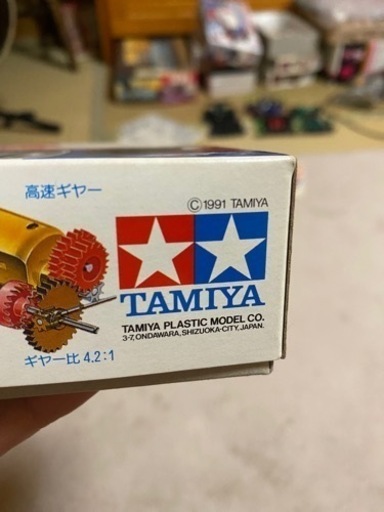 高速ギヤー
©1991 TAMIYA
TAMIYA
TAMIYA PLASTIC MODEL CO.
3-7, ONDAWARA, SHIZUOKA-CITY, JAPAN.
ギヤー比 4.2:1